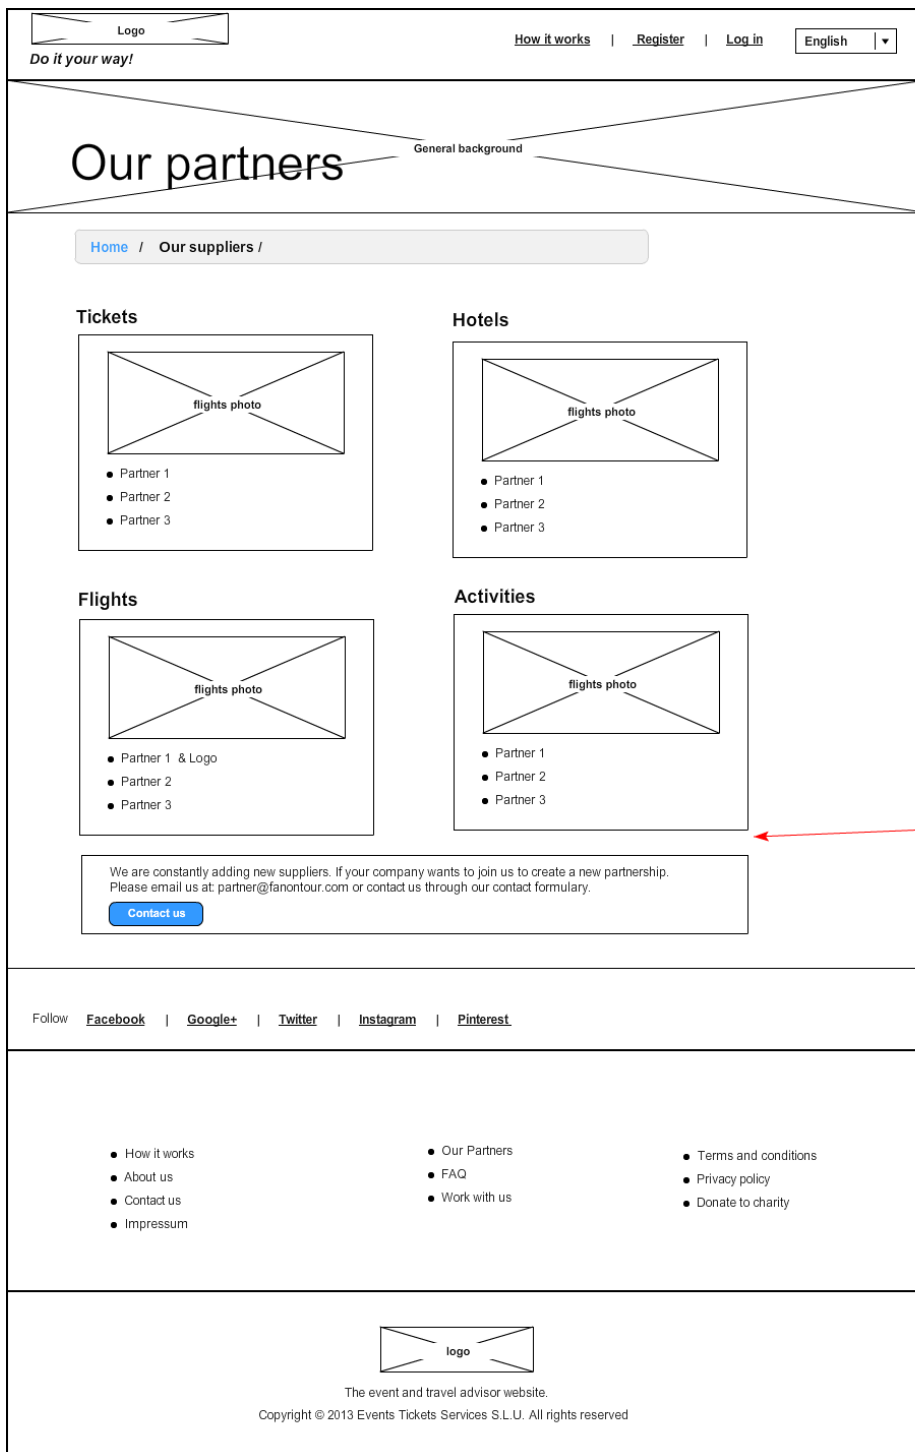 Logo
Do it your way!
How it works | Register | Log in English
General background
Our partners
Home / Our suppliers /
Tickets
flights photo
Partner 1
Partner 2
Partner 3
Hotels
flights photo
Partner 1
Partner 2
Partner 3
Flights
flights photo
Partner 1 & Logo
Partner 2
Partner 3
Activities
flights photo
Partner 1
Partner 2
Partner 3
We are constantly adding new suppliers. If your company wants to join us to create a new partnership.
Please email us at: partner@fanontour.com or contact us through our contact formulary.
Contact us
Follow Facebook | Google+ | Twitter | Instagram | Pinterest
How it works
About us
Contact us
Impressum
Our Partners
FAQ
Work with us
Terms and conditions
Privacy policy
Donate to charity
logo
The event and travel advisor website.
Copyright © 2013 Events Tickets Services S.L.U. All rights reserved